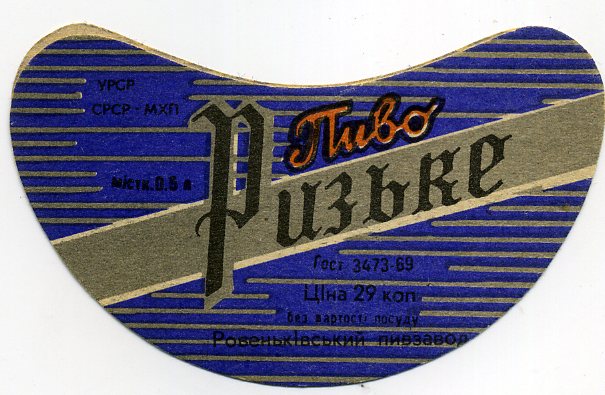 УРСР
СРСР - МХП
Пиво
містк. 0.5 л
Ризьке
Гост 3473-69
Ціна 29 коп
без вартості посуду
Ровеньківський пивзавод